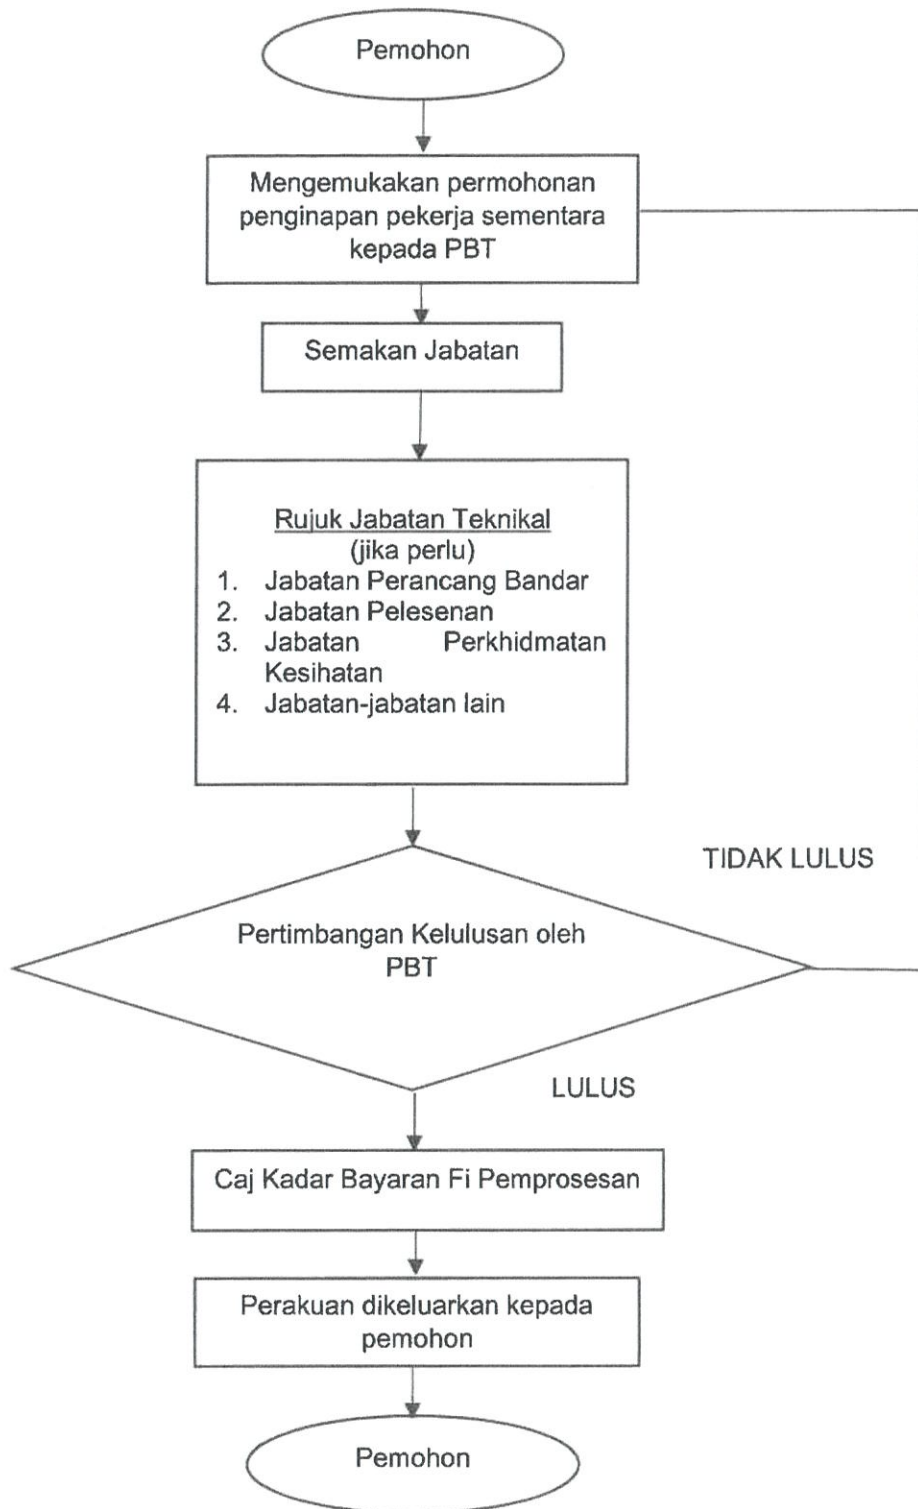 Pemohon
Mengemukakan permohonan
penginapan pekerja sementara
kepada PBT
Semakan Jabatan
Rujuk Jabatan Teknikal
(jika perlu)
1. Jabatan Perancang Bandar
2. Jabatan Pelesenan
3. Jabatan Perkhidmatan
Kesihatan
4. Jabatan-jabatan lain
TIDAK LULUS
Pertimbangan Kelulusan oleh
PBT
LULUS
Caj Kadar Bayaran Fi Pemprosesan
Perakuan dikeluarkan kepada
pemohon
Pemohon